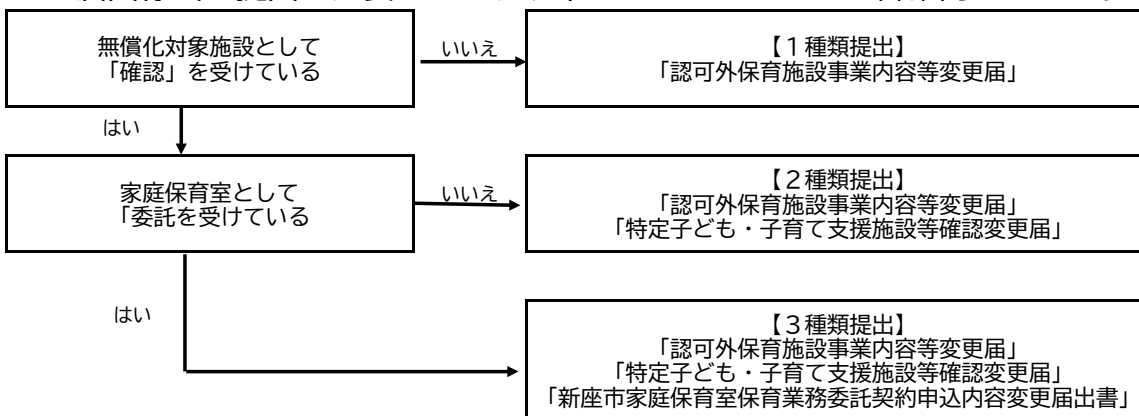 無償化対象施設として
「確認」を受けている
いいえ
【１種類提出】
「認可外保育施設事業内容等変更届」
はい
家庭保育室として
「委託を受けている
いいえ
【２種類提出】
「認可外保育施設事業内容等変更届」
「特定子ども・子育て支援施設等確認変更届」
はい
【３種類提出】
「認可外保育施設事業内容等変更届」
「特定子ども・子育て支援施設等確認変更届」
「新座市家庭保育室保育業務委託契約申込内容変更届出書」